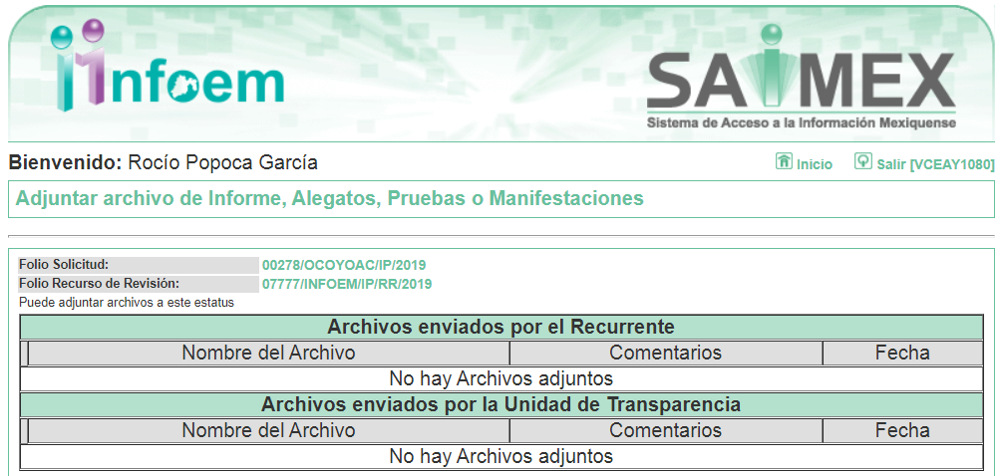 infoem
SAIMEX
Sistema de Acceso a la Información Mexiquense
Bienvenido: Rocío Popoca García
Inicio Salir [VCEAY1080]
Adjuntar archivo de Informe, Alegatos, Pruebas o Manifestaciones
Folio Solicitud: 00278/OCOYOAC/IP/2019
Folio Recurso de Revisión: 07777/INFOEM/IP/RR/2019
Puede adjuntar archivos a este estatus
Archivos enviados por el Recurrente
Nombre del Archivo Comentarios Fecha
No hay Archivos adjuntos
Archivos enviados por la Unidad de Transparencia
Nombre del Archivo Comentarios Fecha
No hay Archivos adjuntos